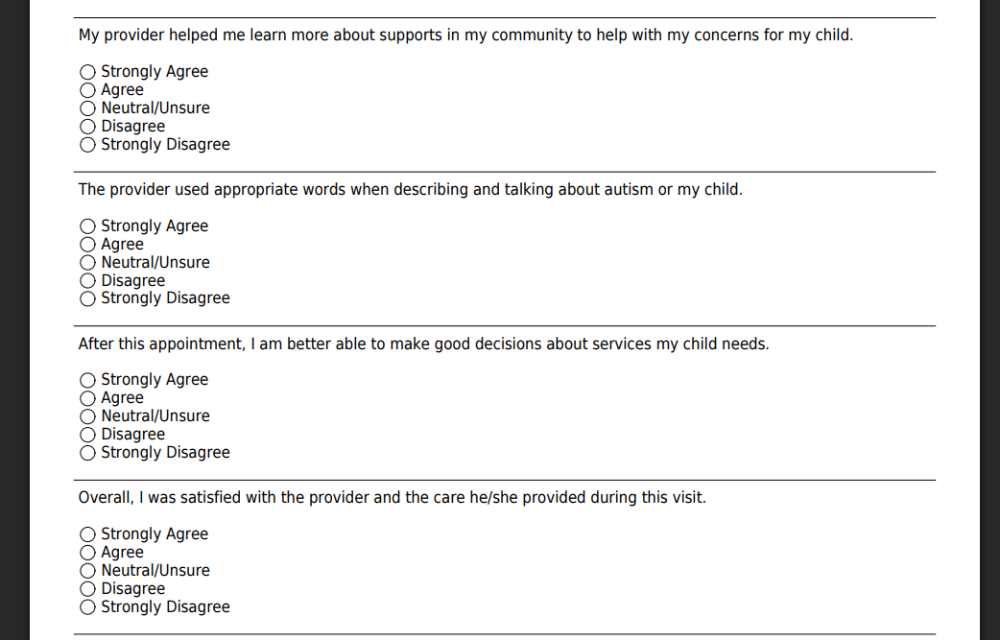 My provider helped me learn more about supports in my community to help with my concerns for my child.
Strongly Agree
Agree
Neutral/Unsure
Disagree
Strongly Disagree
The provider used appropriate words when describing and talking about autism or my child.
Strongly Agree
Agree
Neutral/Unsure
Disagree
Strongly Disagree
After this appointment, I am better able to make good decisions about services my child needs.
Strongly Agree
Agree
Neutral/Unsure
Disagree
Strongly Disagree
Overall, I was satisfied with the provider and the care he/she provided during this visit.
Strongly Agree
Agree
Neutral/Unsure
Disagree
Strongly Disagree